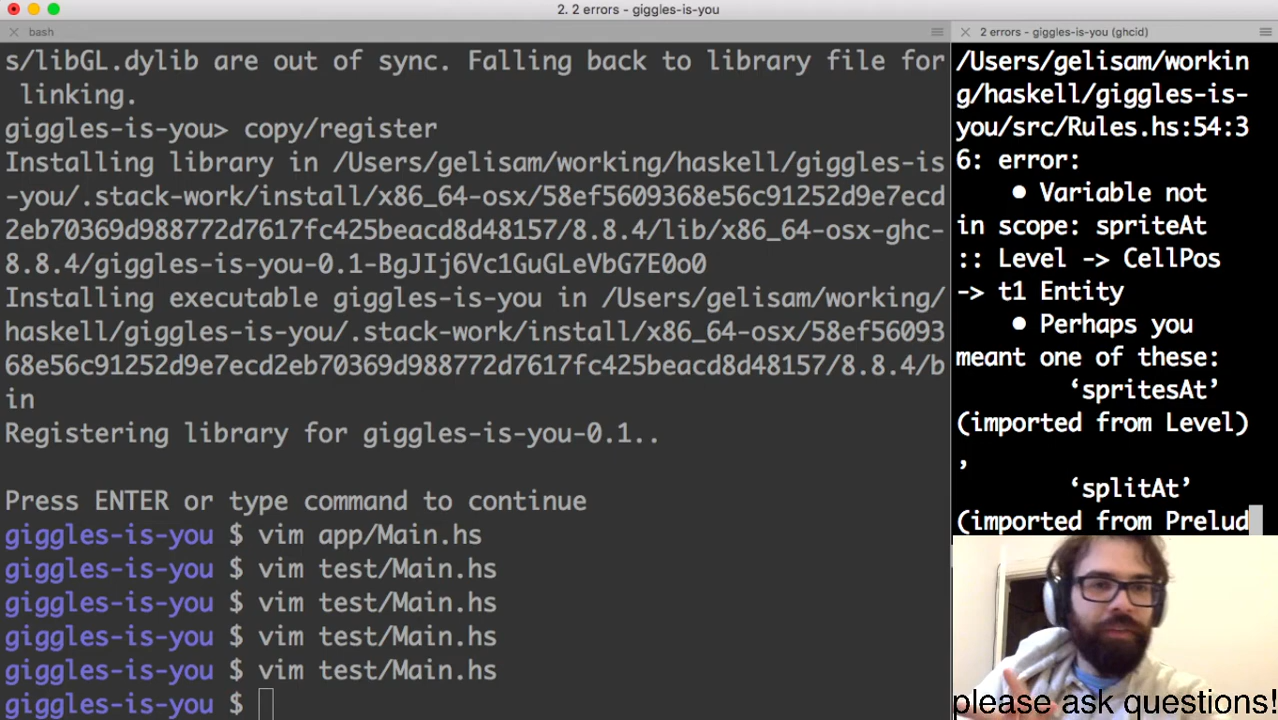 2. 2 errors - giggles-is-you
bash
s/libGL.dylib are out of sync. Falling back to library file for
linking.
giggles-is-you> copy/register
Installing library in /Users/gelisam/working/haskell/giggles-is
-you/.stack-work/install/x86_64-osx/58ef5609368e56c91252d9e7ecd
2eb70369d988772d7617fc425beacd8d48157/8.8.4/lib/x86_64-osx-ghc-
8.8.4/giggles-is-you-0.1-BgJIj6Vc1GuGLeVbG7E0o0
Installing executable giggles-is-you in /Users/gelisam/working/
haskell/giggles-is-you/.stack-work/install/x86_64-osx/58ef56093
68e56c91252d9e7ecd2eb70369d988772d7617fc425beacd8d48157/8.8.4/b
in
Registering library for giggles-is-you-0.1..
Press ENTER or type command to continue
giggles-is-you $ vim app/Main.hs
giggles-is-you $ vim test/Main.hs
giggles-is-you $ vim test/Main.hs
giggles-is-you $ vim test/Main.hs
giggles-is-you $ vim test/Main.hs
giggles-is-you $
2 errors - giggles-is-you (ghcid)
/Users/gelisam/workin
g/haskell/giggles-is-
you/src/Rules.hs:54:3
6: error:
• Variable not
in scope: spriteAt
:: Level -> CellPos
-> t1 Entity
• Perhaps you
meant one of these:
‘spritesAt’
(imported from Level)
,
‘splitAt’
(imported from Prelud
please ask questions!